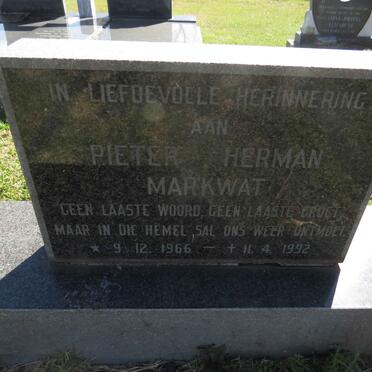 IN LIEFDEVOLLE HERINNERING
AAN
PIETER HERMAN
MARKWAT
GEEN LAASTE WOORD, GEEN LAASTE GROET,
MAAR IN DIE HEMEL SAL ONS WEER ONTMOET.
* 9. 12. 1966 – † 11. 4. 1992